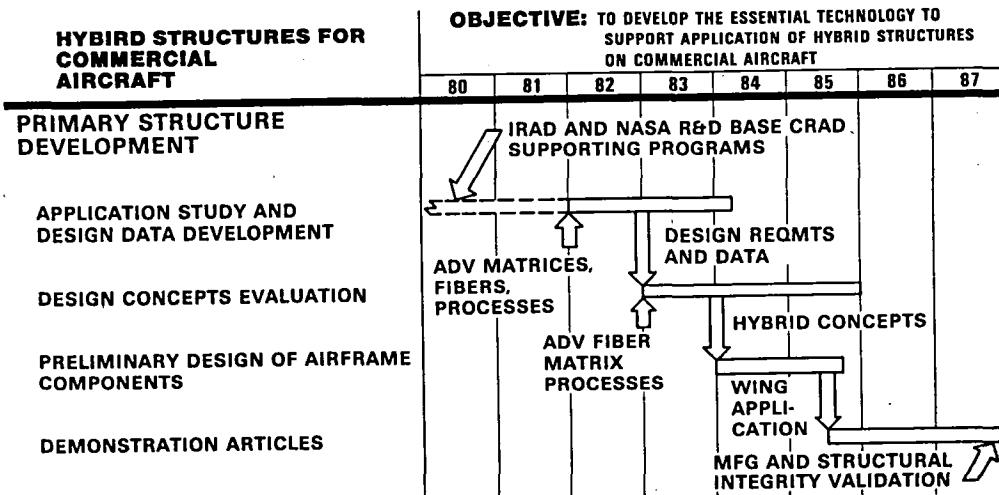 HYBIRD STRUCTURES FOR
COMMERCIAL
AIRCRAFT
OBJECTIVE: TO DEVELOP THE ESSENTIAL TECHNOLOGY TO
SUPPORT APPLICATION OF HYBRID STRUCTURES
ON COMMERCIAL AIRCRAFT
80 81 82 83 84 85 86 87
PRIMARY STRUCTURE
DEVELOPMENT
IRAD AND NASA R&D BASE CRAD
SUPPORTING PROGRAMS
APPLICATION STUDY AND
DESIGN DATA DEVELOPMENT
DESIGN REQMTS
AND DATA
ADV MATRICES,
FIBERS,
PROCESSES
DESIGN CONCEPTS EVALUATION
HYBRID CONCEPTS
ADV FIBER
MATRIX
PROCESSES
PRELIMINARY DESIGN OF AIRFRAME
COMPONENTS
WING
APPLI-
CATION
DEMONSTRATION ARTICLES
MFG AND STRUCTURAL
INTEGRITY VALIDATION